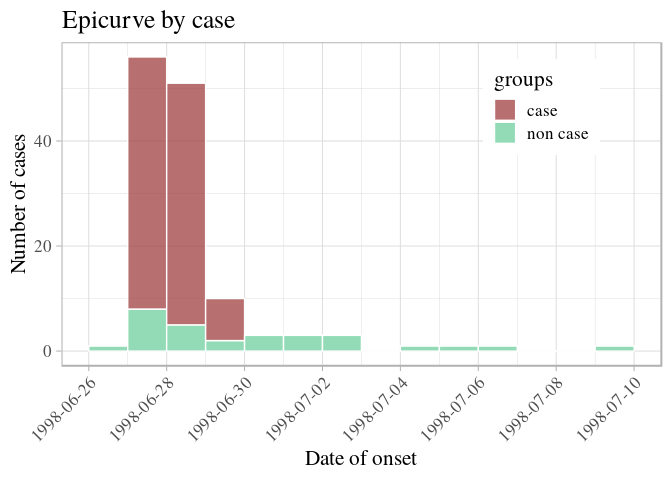 Epicurve by case
groups
case
non case
Number of cases
40
20
0
1998-06-26
1998-06-28
1998-06-30
1998-07-02
1998-07-04
1998-07-06
1998-07-08
1998-07-10
Date of onset